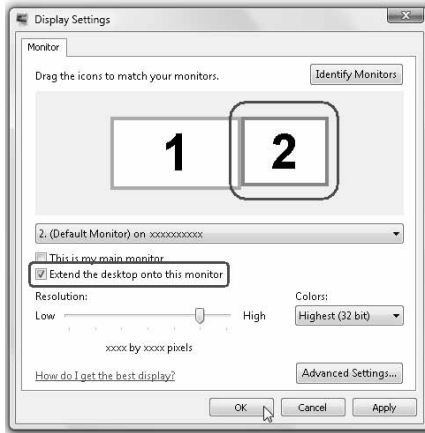 Display Settings
Monitor
Drag the icons to match your monitors.
Identify Monitors
1
2
2. (Default Monitor) on xxxxxxxxxx
This is my main monitor
Extend the desktop onto this monitor
Resolution:
Colors:
Low
High
Highest (32 bit)
xxxx by xxxx pixels
How do I get the best display?
Advanced Settings...
OK
Cancel
Apply